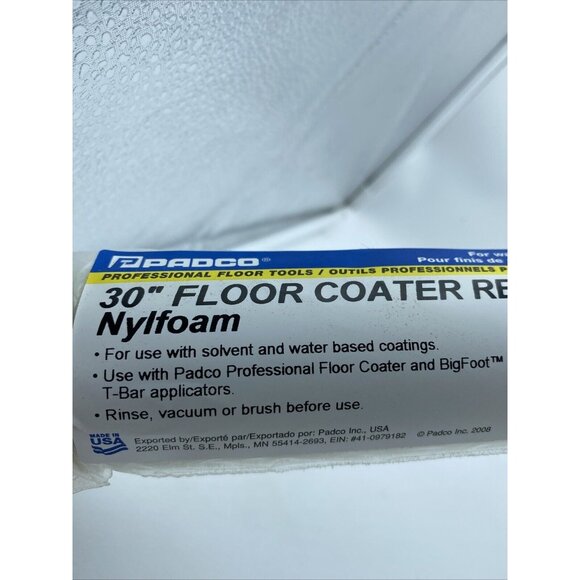 PADCO®
For w
Pour finis de
PROFESSIONAL FLOOR TOOLS / OUTILS PROFESSIONNELS P
30" FLOOR COATER RE
Nylfoam
• For use with solvent and water based coatings.
• Use with Padco Professional Floor Coater and BigFoot™
T-Bar applicators.
• Rinse, vacuum or brush before use.
MADE IN
USA
Exported by/Exporté par/Exportado por: Padco Inc., USA
2220 Elm St. S.E., Mpls., MN 55414-2693, EIN: #41-0979182 © Padco Inc. 2008